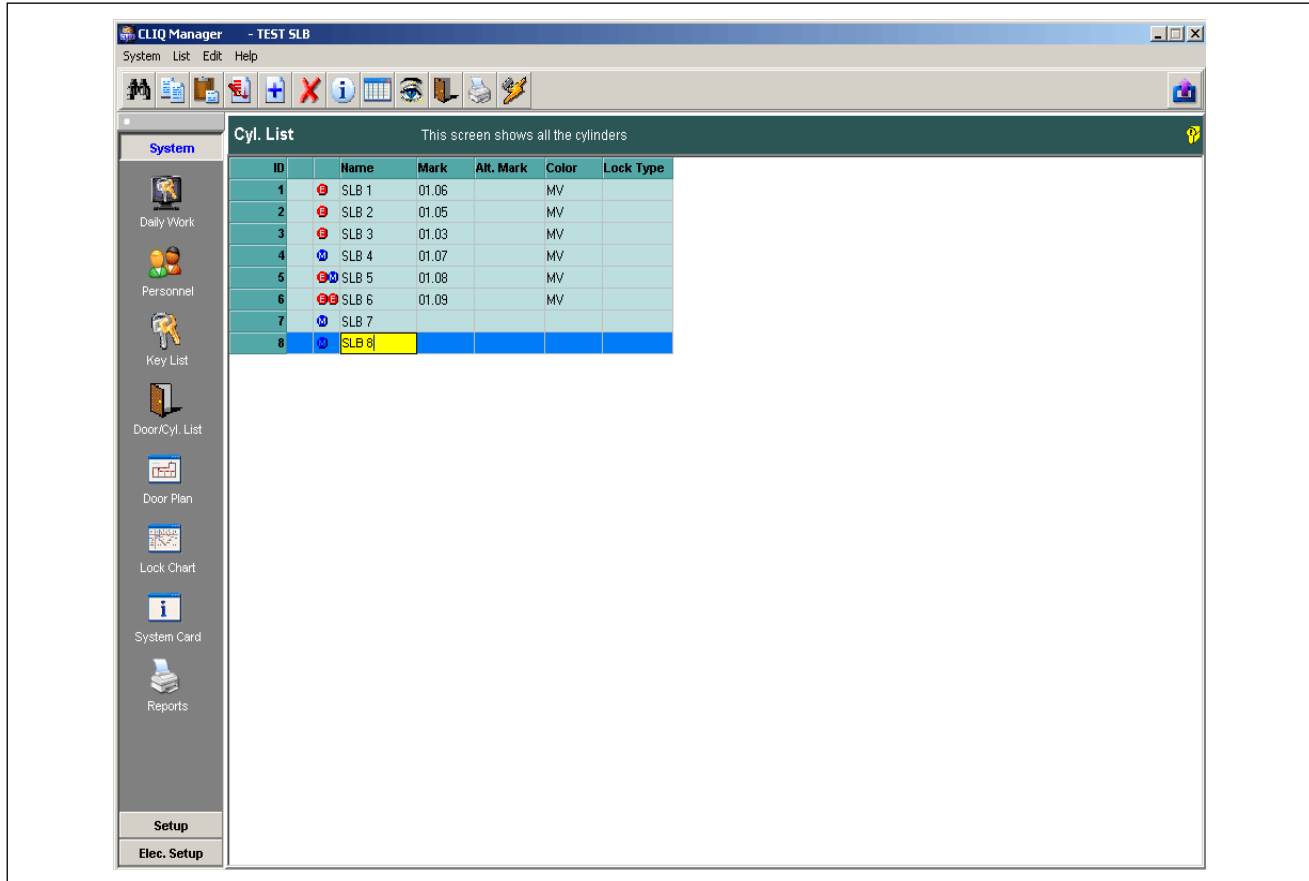 CLIQ Manager - TEST SLB
System List Edit Help
System
Cyl. List This screen shows all the cylinders
ID Name Mark Alt. Mark Color Lock Type
1 E SLB 1 01.06 MV
2 E SLB 2 01.05 MV
3 E SLB 3 01.03 MV
4 M SLB 4 01.07 MV
5 E M SLB 5 01.08 MV
6 E E SLB 6 01.09 MV
7 M SLB 7
8 M SLB 8
Daily Work
Personnel
Key List
Door/Cyl. List
Door Plan
Lock Chart
System Card
Reports
Setup
Elec. Setup